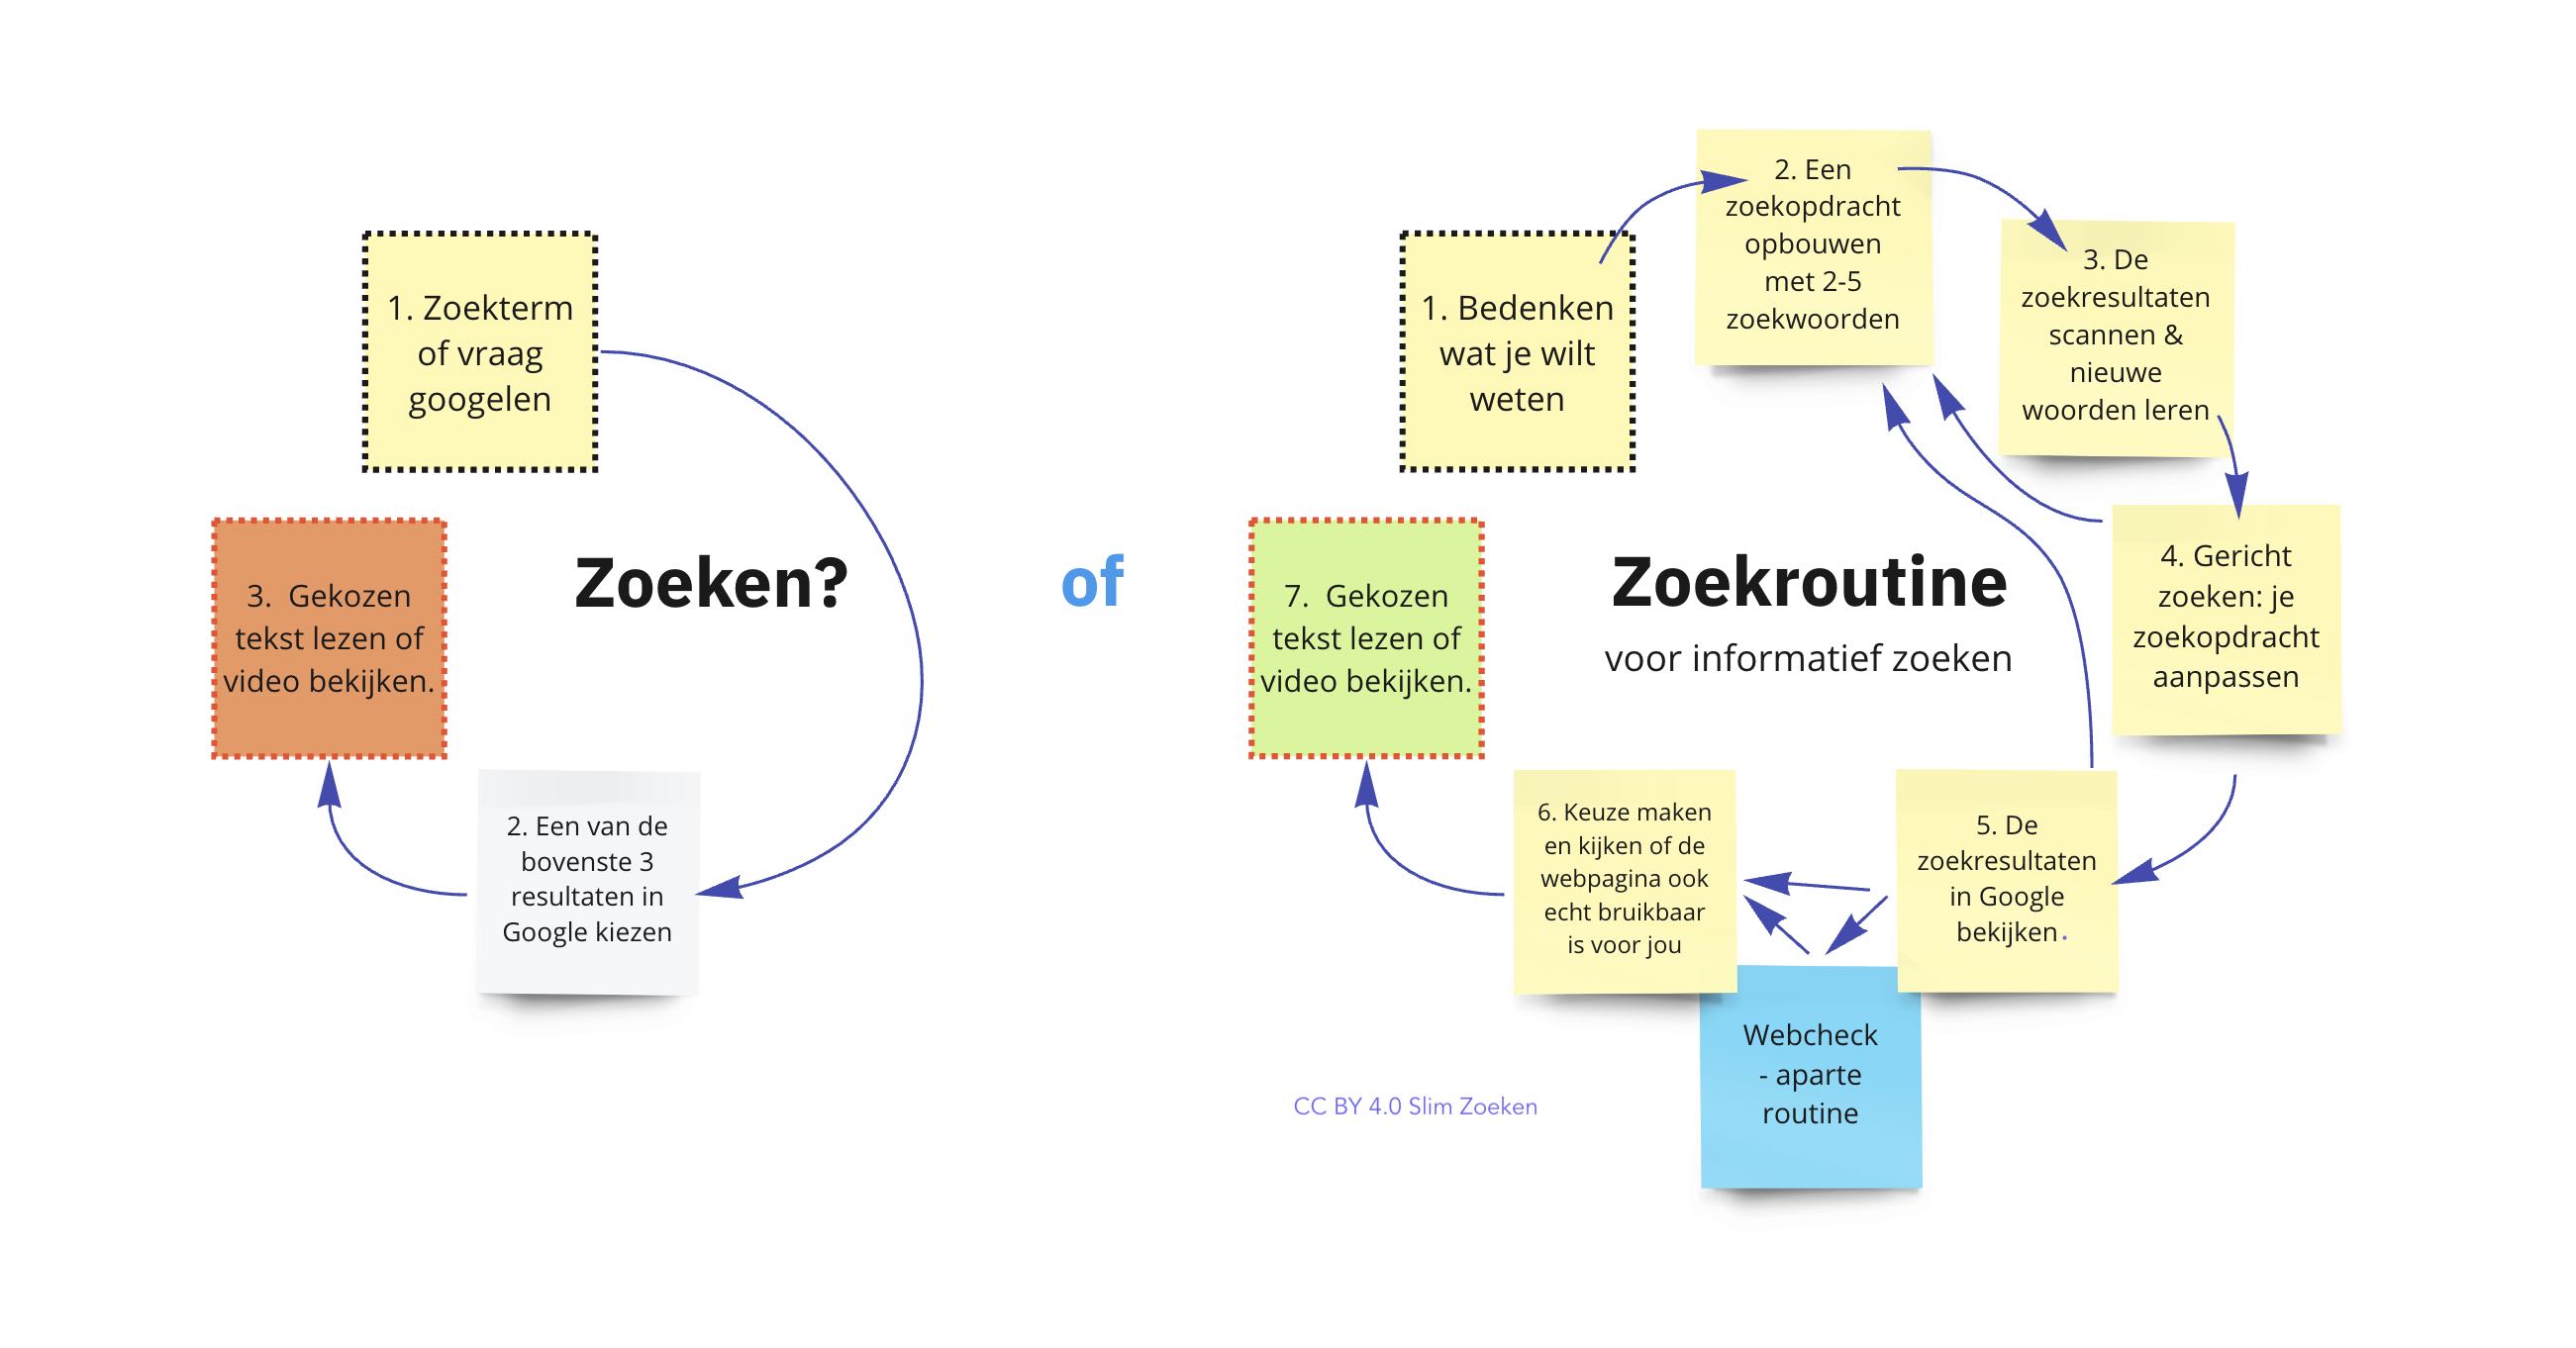 1. Zoekterm
of vraag
googelen
3.  Gekozen
tekst lezen of
video bekijken.
Zoeken?
2. Een van de
bovenste 3
resultaten in
Google kiezen
of
1. Bedenken
wat je wilt
weten
2. Een
zoekopdracht
opbouwen
met 2-5
zoekwoorden
3. De
zoekresultaten
scannen &
nieuwe
woorden leren
4. Gericht
zoeken: je
zoekopdracht
aanpassen
Zoekroutine
voor informatief zoeken
5. De
zoekresultaten
in Google
bekijken.
6. Keuze maken
en kijken of de
webpagina ook
echt bruikbaar
is voor jou
7.  Gekozen
tekst lezen of
video bekijken.
Webcheck
- aparte
routine
CC BY 4.0 Slim Zoeken